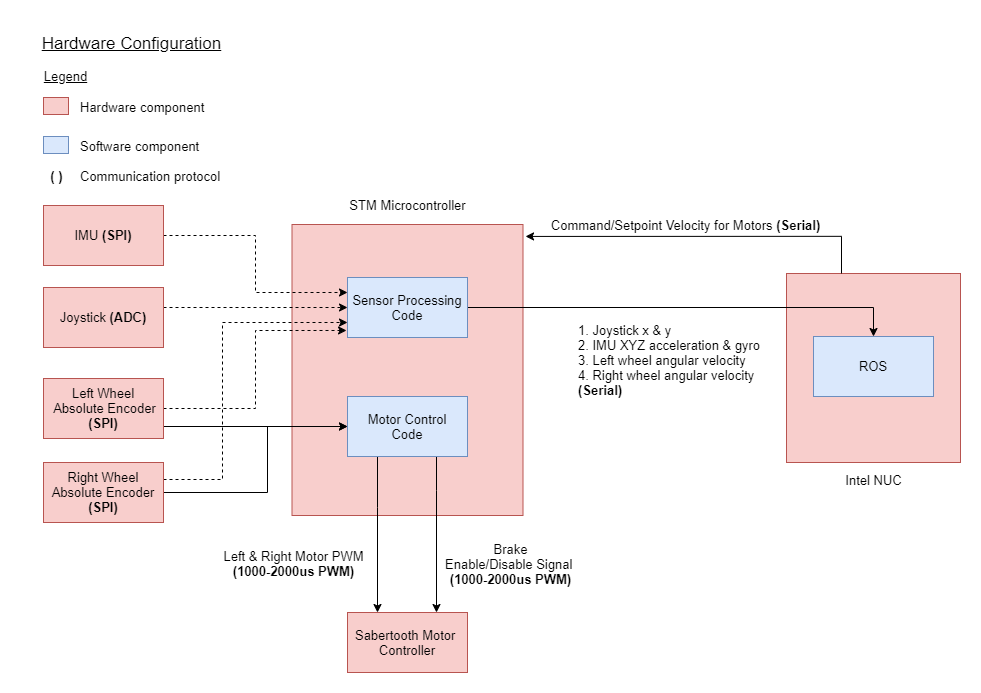 Hardware Configuration
Legend
Hardware component
Software component
( ) Communication protocol
STM Microcontroller
IMU (SPI)
Command/Setpoint Velocity for Motors (Serial)
Joystick (ADC)
Sensor Processing
Code
1. Joystick x & y
2. IMU XYZ acceleration & gyro
3. Left wheel angular velocity
4. Right wheel angular velocity
(Serial)
ROS
Left Wheel
Absolute Encoder
(SPI)
Motor Control
Code
Right Wheel
Absolute Encoder
(SPI)
Intel NUC
Left & Right Motor PWM
(1000-2000us PWM)
Brake
Enable/Disable Signal
(1000-2000us PWM)
Sabertooth Motor
Controller